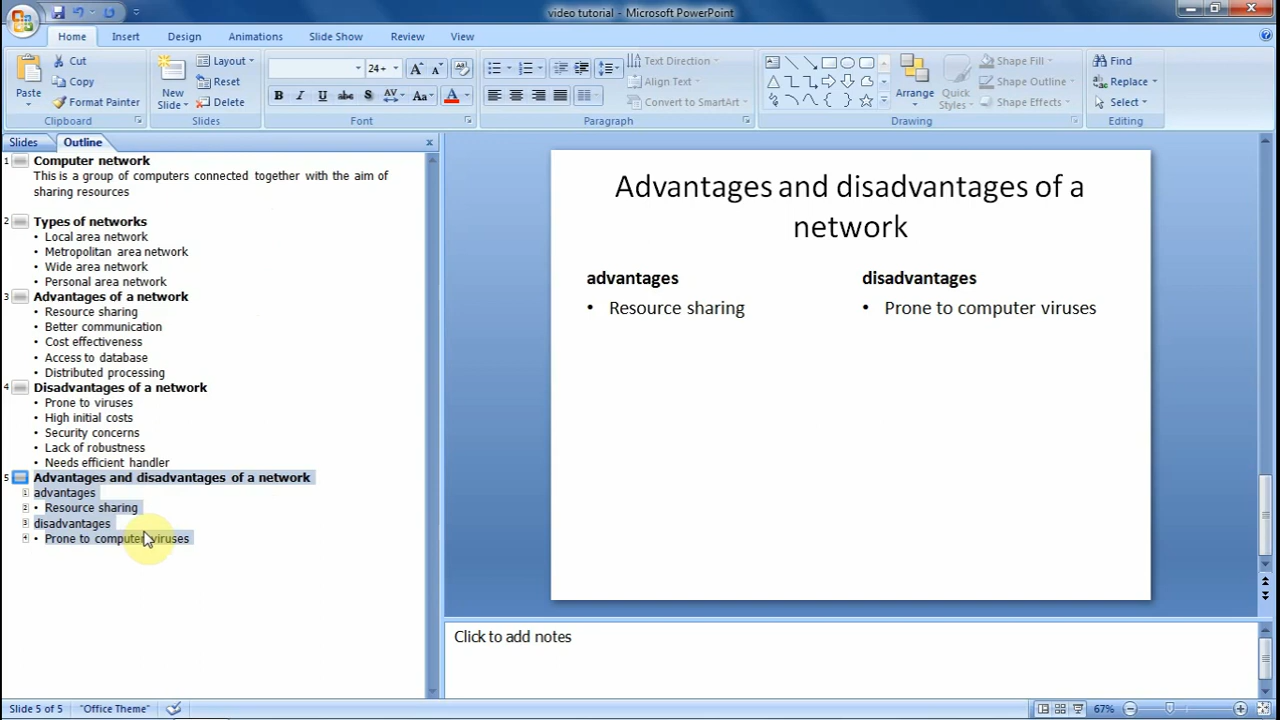 video tutorial - Microsoft PowerPoint
Home Insert Design Animations Slide Show Review View
Paste
Cut
Copy
Format Painter
Clipboard
New Slide
Layout
Reset
Delete
Slides
24+
B I U abc S AV Aa A
Font
Text Direction
Align Text
Convert to SmartArt
Paragraph
Arrange
Quick Styles
Shape Fill
Shape Outline
Shape Effects
Drawing
Find
Replace
Select
Editing
Slides Outline
1 Computer network
This is a group of computers connected together with the aim of
sharing resources
2 Types of networks
• Local area network
• Metropolitan area network
• Wide area network
• Personal area network
3 Advantages of a network
• Resource sharing
• Better communication
• Cost effectiveness
• Access to database
• Distributed processing
4 Disadvantages of a network
• Prone to viruses
• High initial costs
• Security concerns
• Lack of robustness
• Needs efficient handler
5 Advantages and disadvantages of a network
1 advantages
2 • Resource sharing
3 disadvantages
4 • Prone to computer viruses
Advantages and disadvantages of a
network
advantages
• Resource sharing
disadvantages
• Prone to computer viruses
Click to add notes
Slide 5 of 5 "Office Theme" 67%